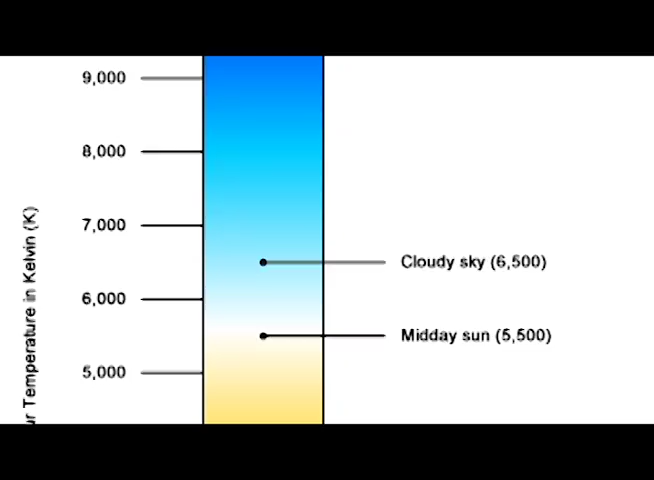 9,000
8,000
7,000
Cloudy sky (6,500)
6,000
Midday sun (5,500)
5,000
Temperature in Kelvin (K)